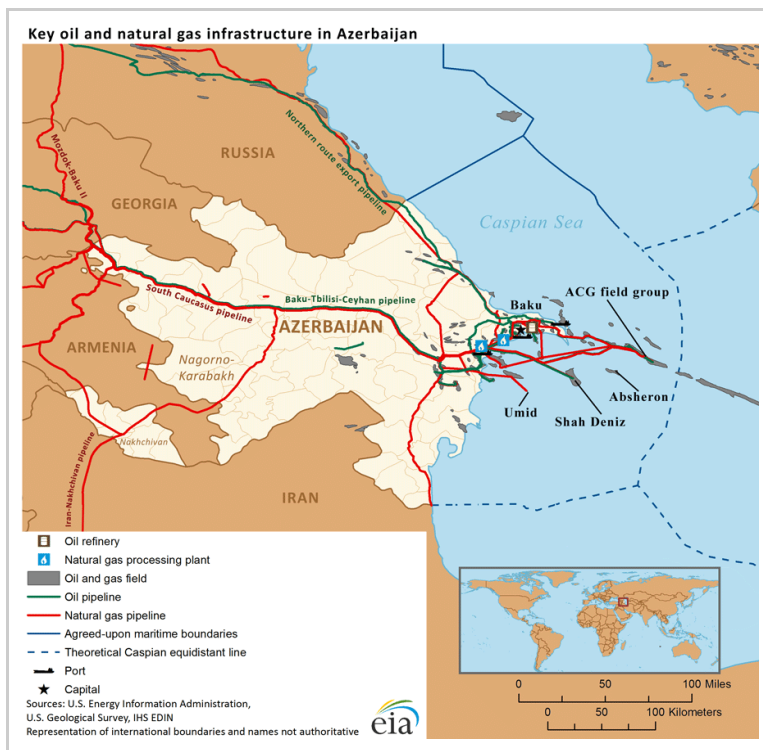 Key oil and natural gas infrastructure in Azerbaijan
Mozdok-Baku II
RUSSIA
Northern route export pipeline
GEORGIA
Caspian Sea
South Caucasus pipeline
Baku-Tbilisi-Ceyhan pipeline
AZERBAIJAN
Baku
ACG field group
ARMENIA
Nagorno-
Karabakh
Absheron
Umid
Shah Deniz
Nakhchivan
Iran-Nakhchivan pipeline
IRAN
Oil refinery
Natural gas processing plant
Oil and gas field
Oil pipeline
Natural gas pipeline
Agreed-upon maritime boundaries
Theoretical Caspian equidistant line
Port
Capital
Sources: U.S. Energy Information Administration,
U.S. Geological Survey, IHS EDIN
Representation of international boundaries and names not authoritative
eia
0 50 100 Miles
0 50 100 Kilometers